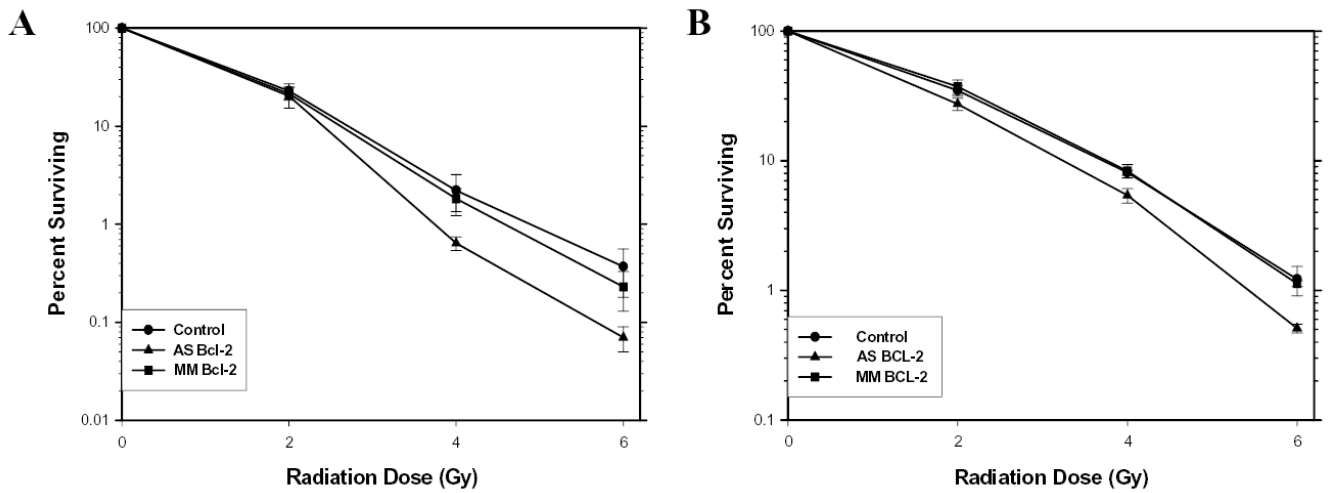 A
100
10
1
0.1
0.01
Percent Surviving
Control
AS Bcl-2
MM Bcl-2
0 2 4 6
Radiation Dose (Gy)
B
100
10
1
0.1
Percent Surviving
Control
AS BCL-2
MM BCL-2
0 2 4 6
Radiation Dose (Gy)